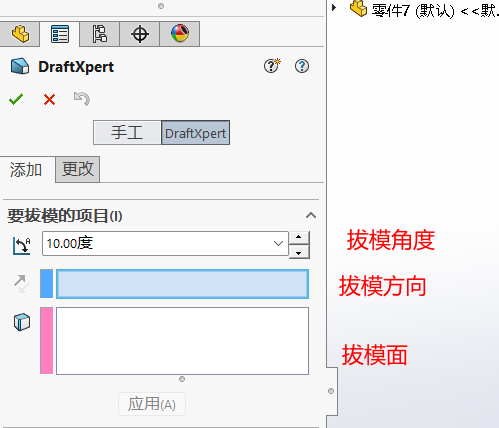 零件7 (默认) <<默.
DraftXpert
手工 DraftXpert
添加 更改
要拔模的项目(I)
10.00度
拔模角度
拔模方向
拔模面
应用(A)